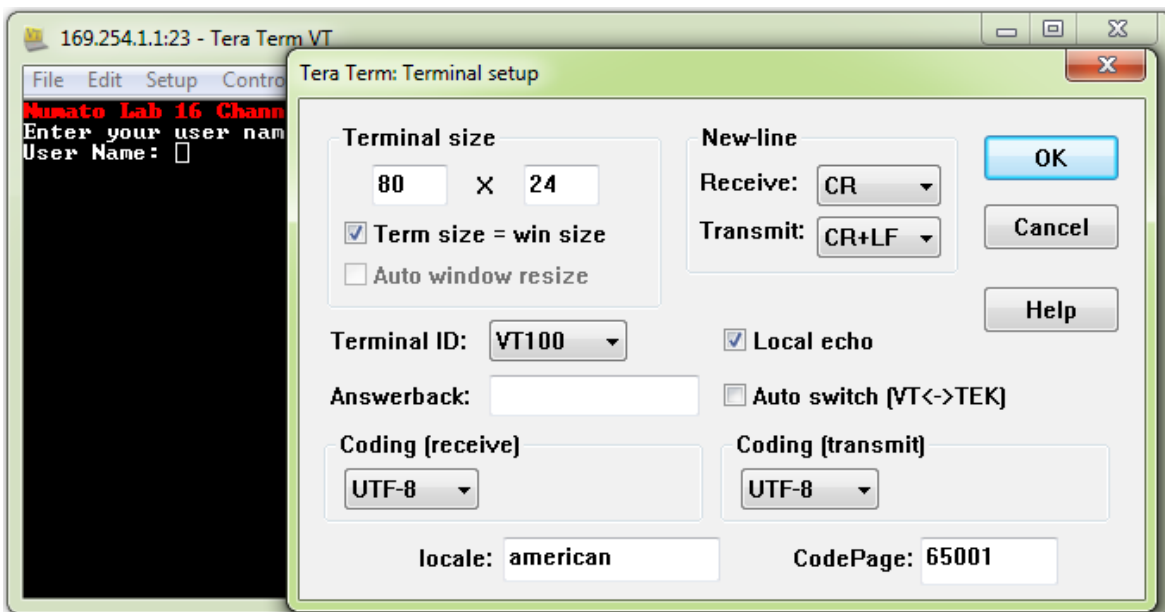 169.254.1.1:23 - Tera Term VT
File Edit Setup Contro
Numato Lab 16 Chann
Enter your user nam
User Name:
Tera Term: Terminal setup
Terminal size
80 X 24
Term size = win size
Auto window resize
New-line
Receive: CR
Transmit: CR+LF
OK
Cancel
Help
Terminal ID: VT100
Local echo
Answerback:
Auto switch (VT<->TEK)
Coding (receive)
UTF-8
Coding (transmit)
UTF-8
locale: american
CodePage: 65001